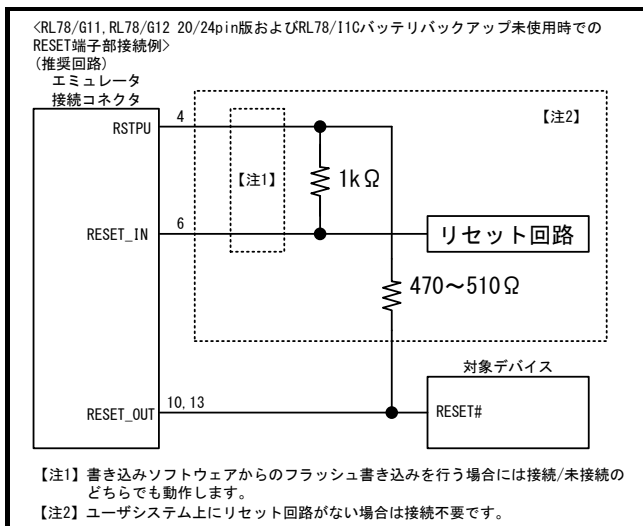 <RL78/G11,RL78/G12 20/24pin版およびRL78/I1Cバッテリバックアップ未使用時での
RESET端子部接続例>
(推奨回路)
エミュレータ
接続コネクタ
RSTPU
4
【注2】
【注1】
1kΩ
RESET_IN
6
リセット回路
470～510Ω
対象デバイス
RESET_OUT
10,13
RESET#
【注1】書き込みソフトウェアからのフラッシュ書き込みを行う場合には接続/未接続の
どちらでも動作します。
【注2】ユーザシステム上にリセット回路がない場合は接続不要です。